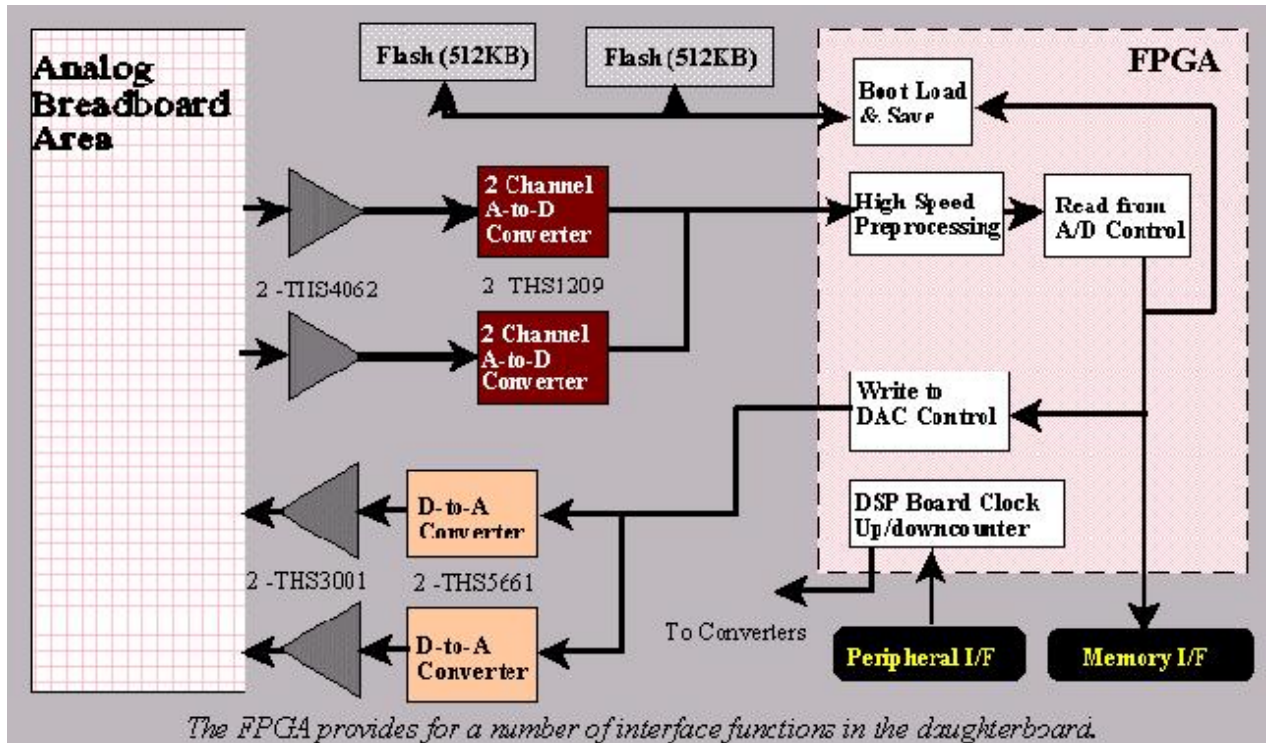 Analog
Breadboard
Area
Flash (512KB)
Flash (512KB)
FPGA
Boot Load
& Save
2 Channel
A-to-D
Converter
High Speed
Preprocessing
Read from
A/D Control
2 -THS4062
2 THS1209
2 Channel
A-to-D
Converter
Write to
DAC Control
D-to-A
Converter
DSP Board Clock
Up/downcounter
2 -THS3001
2 -THS5661
To Converters
D-to-A
Converter
Peripheral I/F
Memory I/F
The FPGA provides for a number of interface functions in the daughterboard.